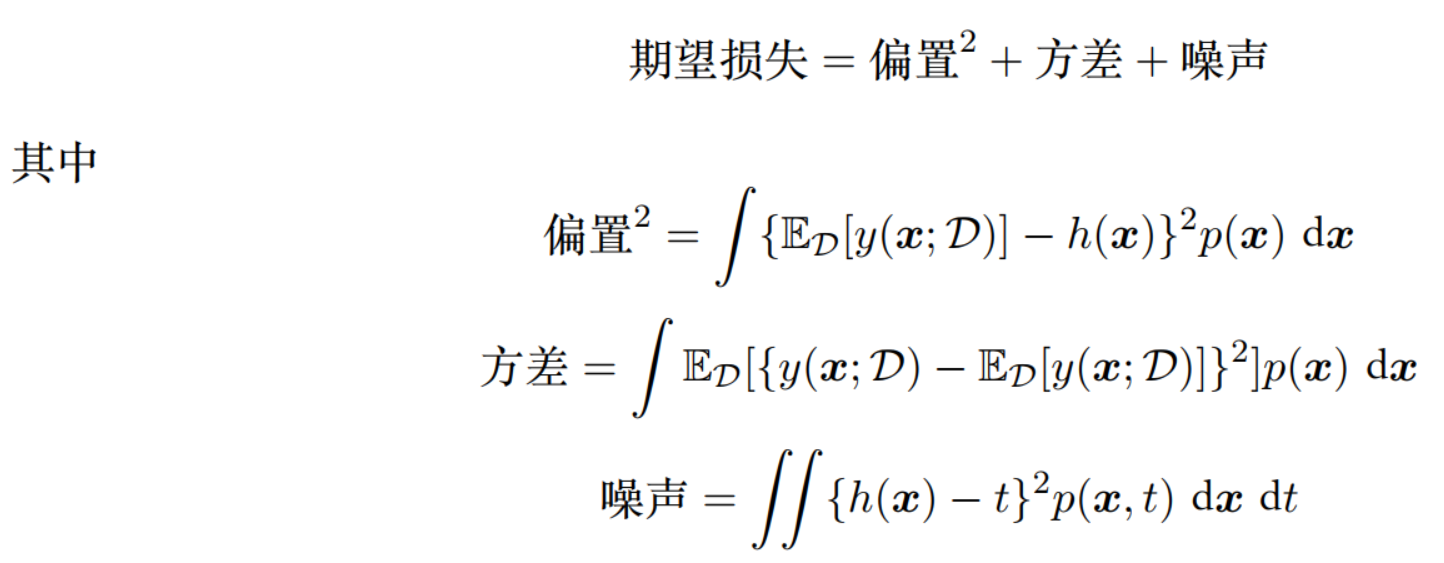 期望损失 = 偏置² + 方差 + 噪声
其中
偏置² = ∫ {𝔼_𝒟[y(𝒙; 𝒟)] − h(𝒙)}² p(𝒙) d𝒙
方差 = ∫ 𝔼_𝒟[{y(𝒙; 𝒟) − 𝔼_𝒟[y(𝒙; 𝒟)]}²] p(𝒙) d𝒙
噪声 = ∬ {h(𝒙) − t}² p(𝒙, t) d𝒙 dt